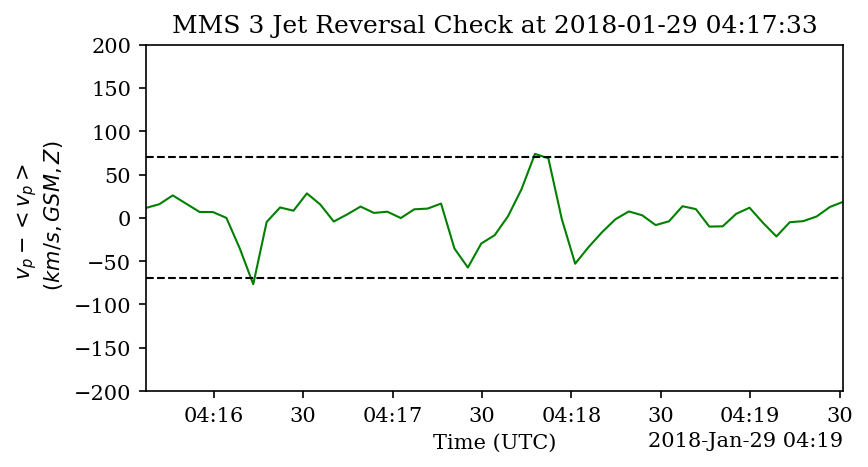 MMS 3 Jet Reversal Check at 2018-01-29 04:17:33
200
150
100
50
0
−50
−100
−150
−200
v_p − < v_p >
(km/s, GSM, Z)
04:16 30 04:17 30 04:18 30 04:19 30
Time (UTC) 2018-Jan-29 04:19